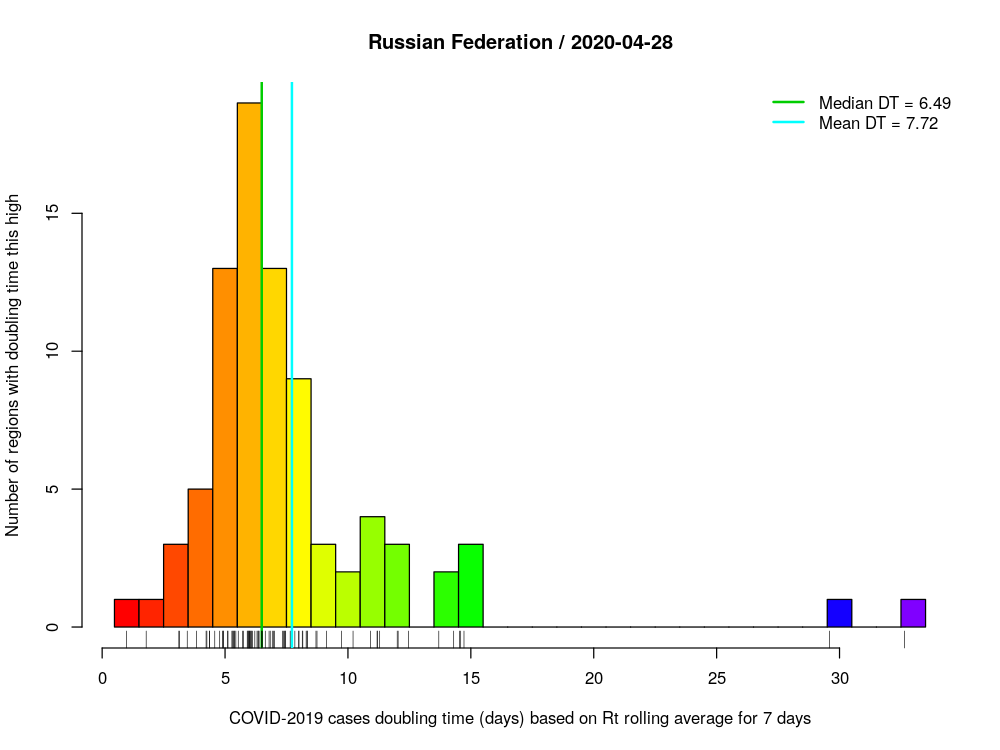 Russian Federation / 2020-04-28
Median DT = 6.49
Mean DT = 7.72
Number of regions with doubling time this high
15
10
5
0
0 5 10 15 20 25 30
COVID-2019 cases doubling time (days) based on Rt rolling average for 7 days